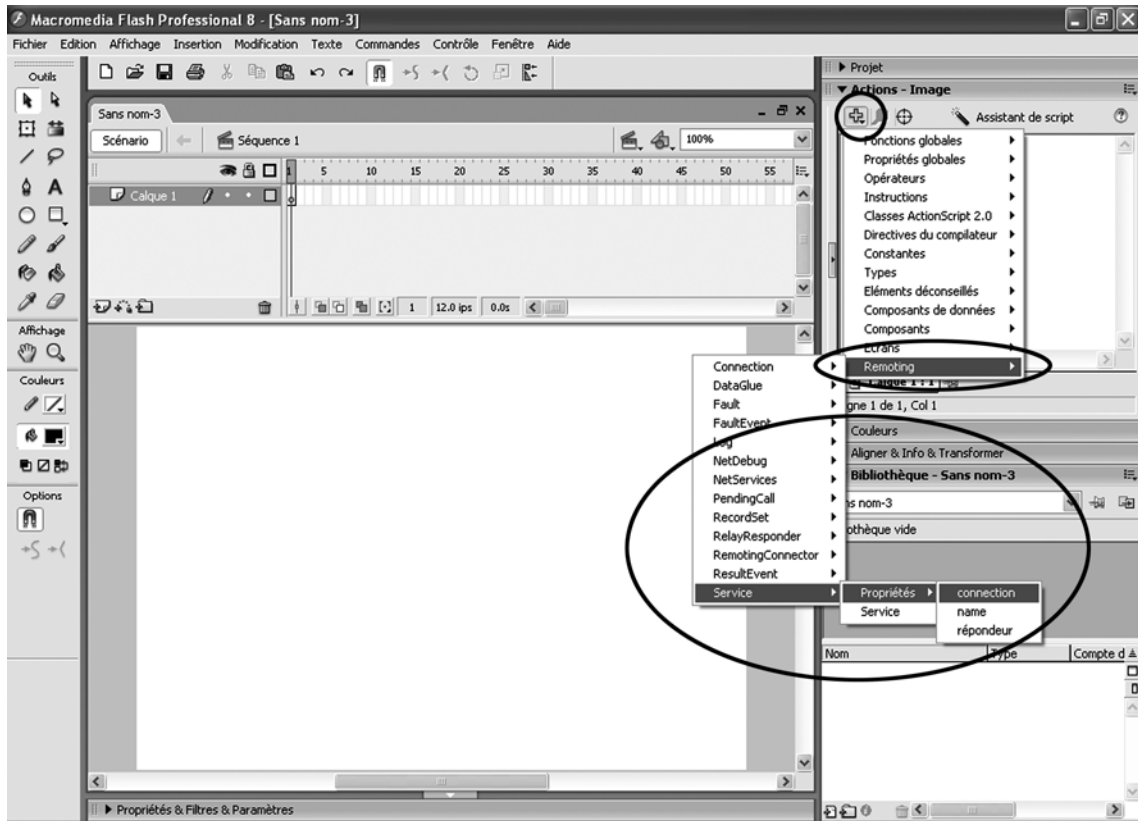 Macromedia Flash Professional 8 - [Sans nom-3]
Fichier Edition Affichage Insertion Modification Texte Commandes Contrôle Fenêtre Aide
Outils
Affichage
Couleurs
Options
Sans nom-3
Scénario
Séquence 1
100%
1 5 10 15 20 25 30 35 40 45 50 55
Calque 1
1 12.0 ips 0.0s
Propriétés & Filtres & Paramètres
Projet
Actions - Image
Assistant de script
Fonctions globales
Propriétés globales
Opérateurs
Instructions
Classes ActionScript 2.0
Directives du compilateur
Constantes
Types
Eléments déconseillés
Composants de données
Composants
Ecrans
Remoting
Calque 1 : 1
gne 1 de 1, Col 1
Couleurs
Aligner & Info & Transformer
Bibliothèque - Sans nom-3
ns nom-3
othèque vide
Connection
DataGlue
Fault
FaultEvent
Log
NetDebug
NetServices
PendingCall
RecordSet
RelayResponder
RemotingConnector
ResultEvent
Service
Propriétés
Service
connection
name
répondeur
Nom Type Compte d